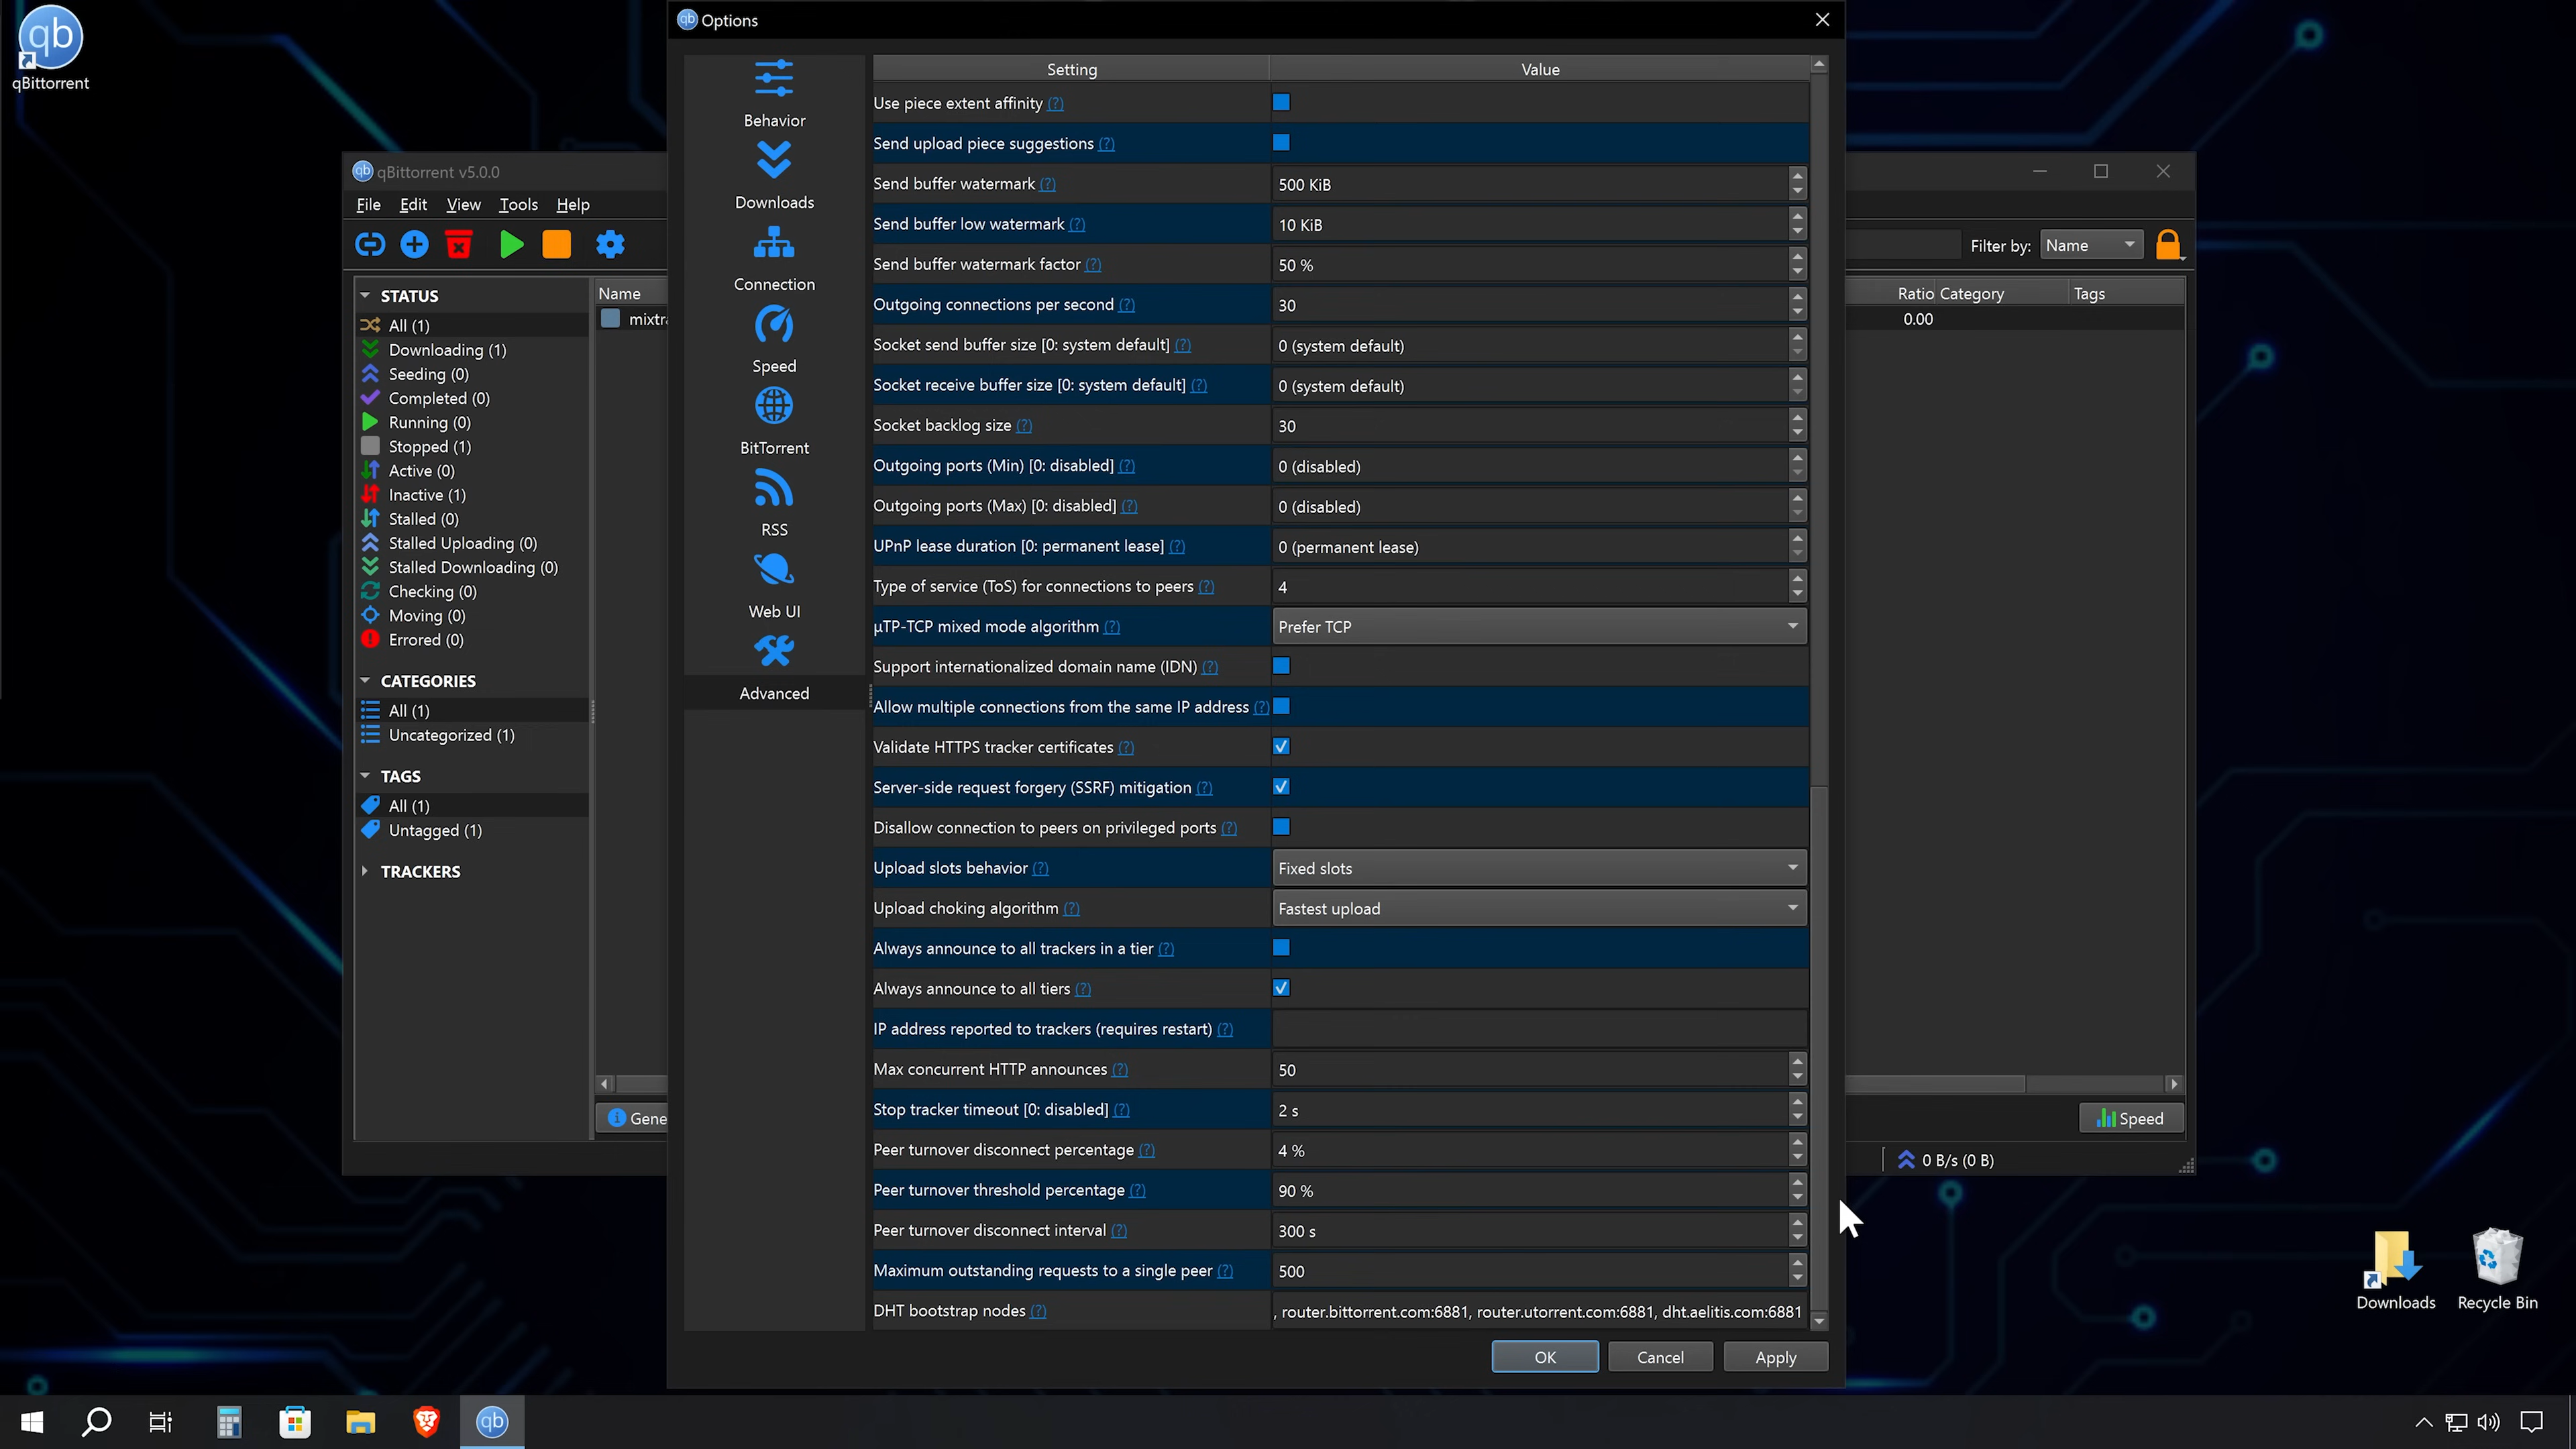 qBittorrent
qBittorrent v5.0.0
File Edit View Tools Help
Filter by: Name
STATUS
All (1)
Downloading (1)
Seeding (0)
Completed (0)
Running (0)
Stopped (1)
Active (0)
Inactive (1)
Stalled (0)
Stalled Uploading (0)
Stalled Downloading (0)
Checking (0)
Moving (0)
Errored (0)
CATEGORIES
All (1)
Uncategorized (1)
TAGS
All (1)
Untagged (1)
TRACKERS
Name
mixtra
Gene
Options
Behavior
Downloads
Connection
Speed
BitTorrent
RSS
Web UI
Advanced
Setting Value
Use piece extent affinity (?)
Send upload piece suggestions (?)
Send buffer watermark (?) 500 KiB
Send buffer low watermark (?) 10 KiB
Send buffer watermark factor (?) 50 %
Outgoing connections per second (?) 30
Socket send buffer size [0: system default] (?) 0 (system default)
Socket receive buffer size [0: system default] (?) 0 (system default)
Socket backlog size (?) 30
Outgoing ports (Min) [0: disabled] (?) 0 (disabled)
Outgoing ports (Max) [0: disabled] (?) 0 (disabled)
UPnP lease duration [0: permanent lease] (?) 0 (permanent lease)
Type of service (ToS) for connections to peers (?) 4
μTP-TCP mixed mode algorithm (?) Prefer TCP
Support internationalized domain name (IDN) (?)
Allow multiple connections from the same IP address (?)
Validate HTTPS tracker certificates (?)
Server-side request forgery (SSRF) mitigation (?)
Disallow connection to peers on privileged ports (?)
Upload slots behavior (?) Fixed slots
Upload choking algorithm (?) Fastest upload
Always announce to all trackers in a tier (?)
Always announce to all tiers (?)
IP address reported to trackers (requires restart) (?)
Max concurrent HTTP announces (?) 50
Stop tracker timeout [0: disabled] (?) 2 s
Peer turnover disconnect percentage (?) 4 %
Peer turnover threshold percentage (?) 90 %
Peer turnover disconnect interval (?) 300 s
Maximum outstanding requests to a single peer (?) 500
DHT bootstrap nodes (?) , router.bittorrent.com:6881, router.utorrent.com:6881, dht.aelitis.com:6881
OK Cancel Apply
Ratio Category Tags
0.00
Speed
0 B/s (0 B)
Downloads
Recycle Bin